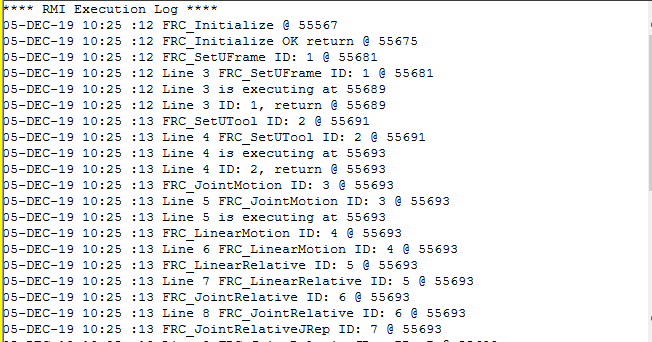 **** RMI Execution Log ****
05-DEC-19 10:25 :12 FRC_Initialize @ 55567
05-DEC-19 10:25 :12 FRC_Initialize OK return @ 55675
05-DEC-19 10:25 :12 FRC_SetUFrame ID: 1 @ 55681
05-DEC-19 10:25 :12 Line 3 FRC_SetUFrame ID: 1 @ 55681
05-DEC-19 10:25 :12 Line 3 is executing at 55689
05-DEC-19 10:25 :12 Line 3 ID: 1, return @ 55689
05-DEC-19 10:25 :13 FRC_SetUTool ID: 2 @ 55691
05-DEC-19 10:25 :13 Line 4 FRC_SetUTool ID: 2 @ 55691
05-DEC-19 10:25 :13 Line 4 is executing at 55693
05-DEC-19 10:25 :13 Line 4 ID: 2, return @ 55693
05-DEC-19 10:25 :13 FRC_JointMotion ID: 3 @ 55693
05-DEC-19 10:25 :13 Line 5 FRC_JointMotion ID: 3 @ 55693
05-DEC-19 10:25 :13 Line 5 is executing at 55693
05-DEC-19 10:25 :13 FRC_LinearMotion ID: 4 @ 55693
05-DEC-19 10:25 :13 Line 6 FRC_LinearMotion ID: 4 @ 55693
05-DEC-19 10:25 :13 FRC_LinearRelative ID: 5 @ 55693
05-DEC-19 10:25 :13 Line 7 FRC_LinearRelative ID: 5 @ 55693
05-DEC-19 10:25 :13 FRC_JointRelative ID: 6 @ 55693
05-DEC-19 10:25 :13 Line 8 FRC_JointRelative ID: 6 @ 55693
05-DEC-19 10:25 :13 FRC_JointRelativeJRep ID: 7 @ 55693